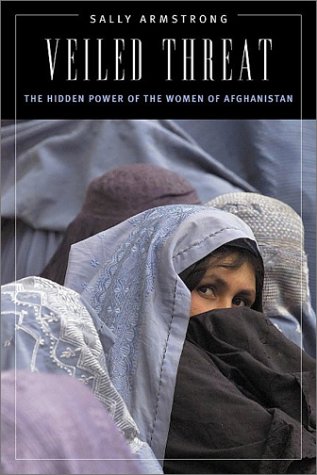 SALLY ARMSTRONG
VEILED THREAT
THE HIDDEN POWER OF THE WOMEN OF AFGHANISTAN